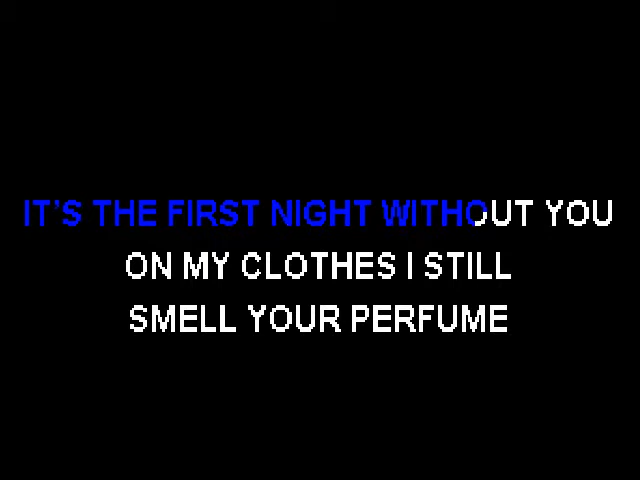 IT'S THE FIRST NIGHT WITHOUT YOU
ON MY CLOTHES I STILL
SMELL YOUR PERFUME